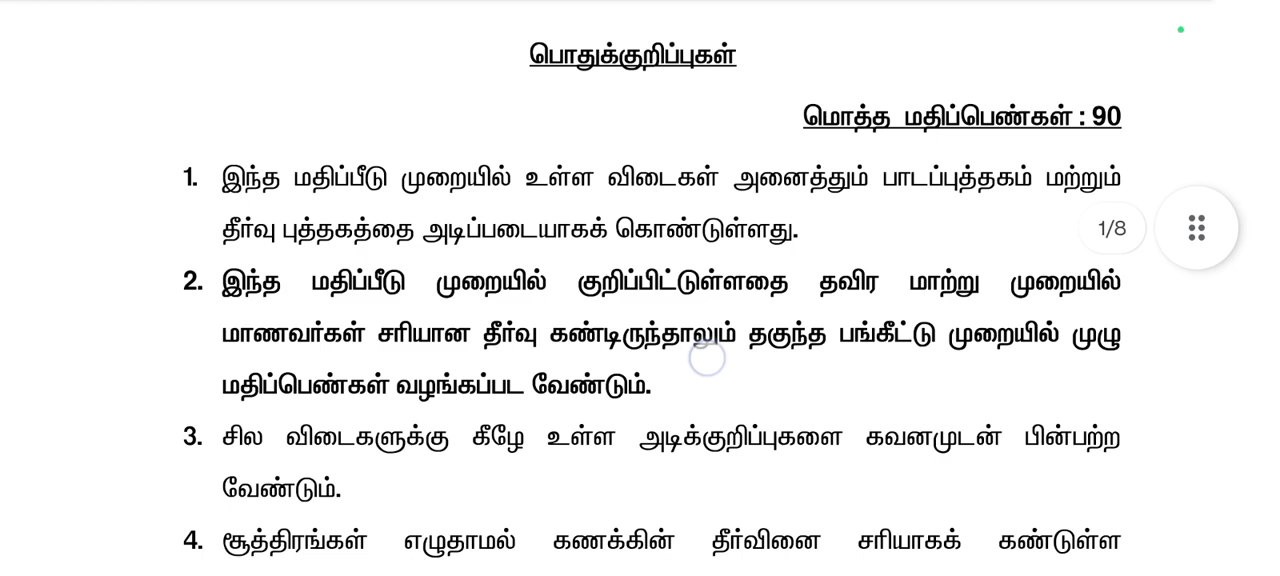 பொதுக்குறிப்புகள்
மொத்த மதிப்பெண்கள் : 90
1. இந்த மதிப்பீடு முறையில் உள்ள விடைகள் அனைத்தும் பாடப்புத்தகம் மற்றும்
தீர்வு புத்தகத்தை அடிப்படையாகக் கொண்டுள்ளது.
1/8
2. இந்த மதிப்பீடு முறையில் குறிப்பிட்டுள்ளதை தவிர மாற்று முறையில்
மாணவர்கள் சரியான தீர்வு கண்டிருந்தாலும் தகுந்த பங்கீட்டு முறையில் முழு
மதிப்பெண்கள் வழங்கப்பட வேண்டும்.
3. சில விடைகளுக்கு கீழே உள்ள அடிக்குறிப்புகளை கவனமுடன் பின்பற்ற
வேண்டும்.
4. சூத்திரங்கள் எழுதாமல் கணக்கின் தீர்வினை சரியாகக் கண்டுள்ள